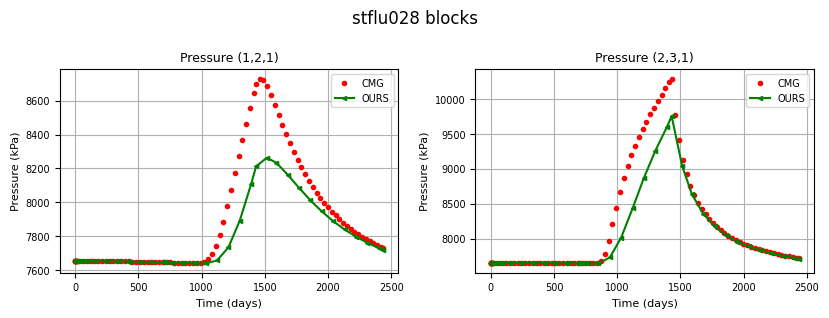 stflu028 blocks
Pressure (1,2,1)
Pressure (kPa)
8600
8400
8200
8000
7800
7600
0
500
1000
1500
2000
2500
Time (days)
CMG
OURS
Pressure (2,3,1)
Pressure (kPa)
10000
9500
9000
8500
8000
0
500
1000
1500
2000
2500
Time (days)
CMG
OURS